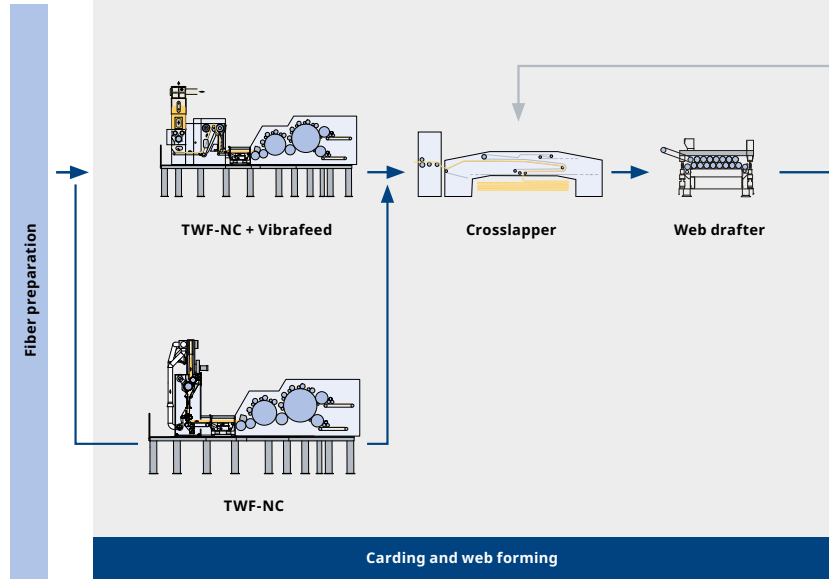 Fiber preparation
TWF-NC + Vibrafeed
Crosslapper
Web drafter
TWF-NC
Carding and web forming